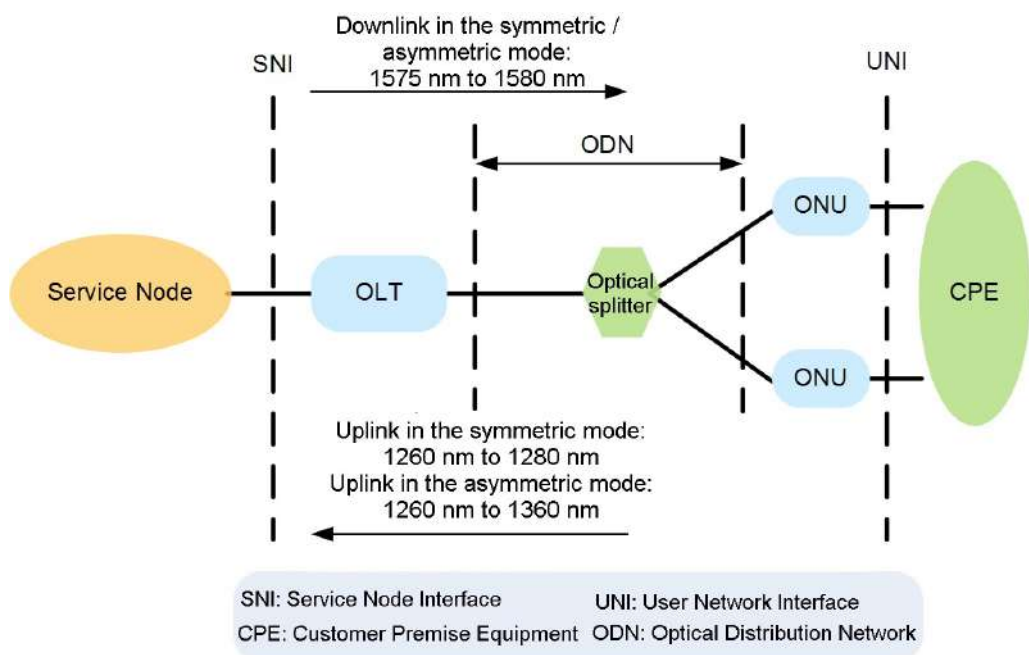 Downlink in the symmetric /
asymmetric mode:
1575 nm to 1580 nm
SNI
UNI
ODN
ONU
Service Node
OLT
Optical
splitter
CPE
ONU
Uplink in the symmetric mode:
1260 nm to 1280 nm
Uplink in the asymmetric mode:
1260 nm to 1360 nm
SNI: Service Node Interface
UNI: User Network Interface
CPE: Customer Premise Equipment
ODN: Optical Distribution Network